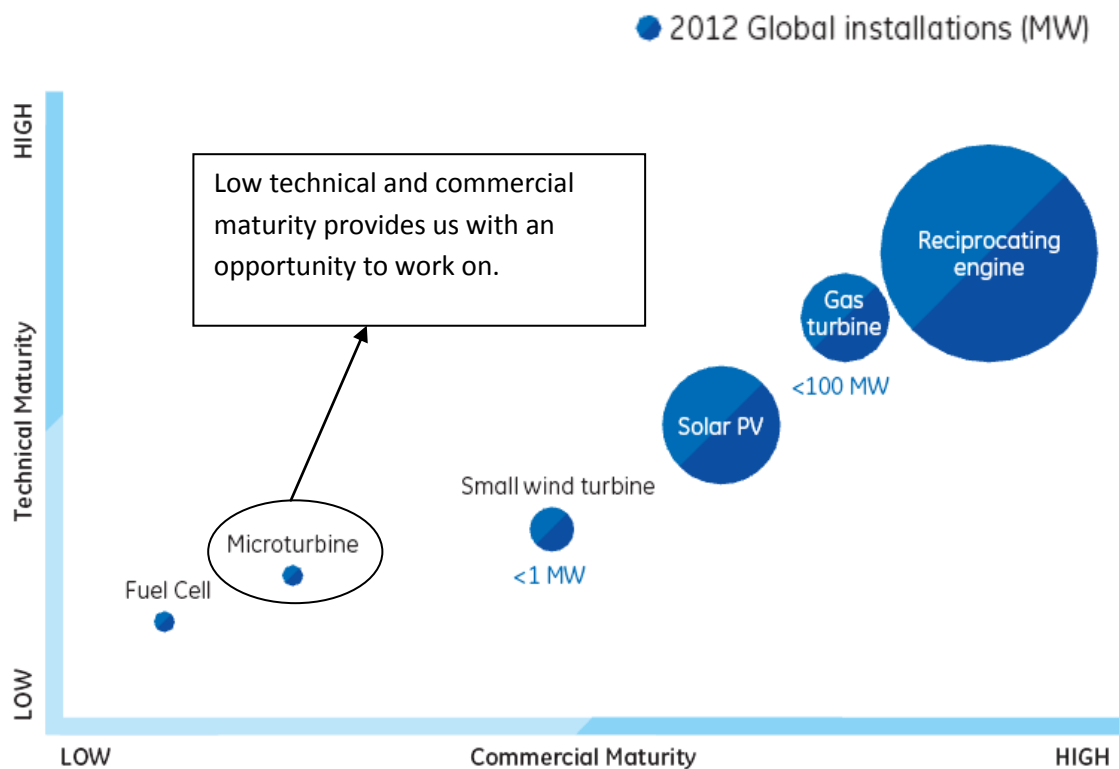 2012 Global installations (MW)
HIGH
Technical Maturity
LOW
Low technical and commercial
maturity provides us with an
opportunity to work on.
Reciprocating
engine
Gas
turbine
<100 MW
Solar PV
Small wind turbine
<1 MW
Microturbine
Fuel Cell
LOW
Commercial Maturity
HIGH